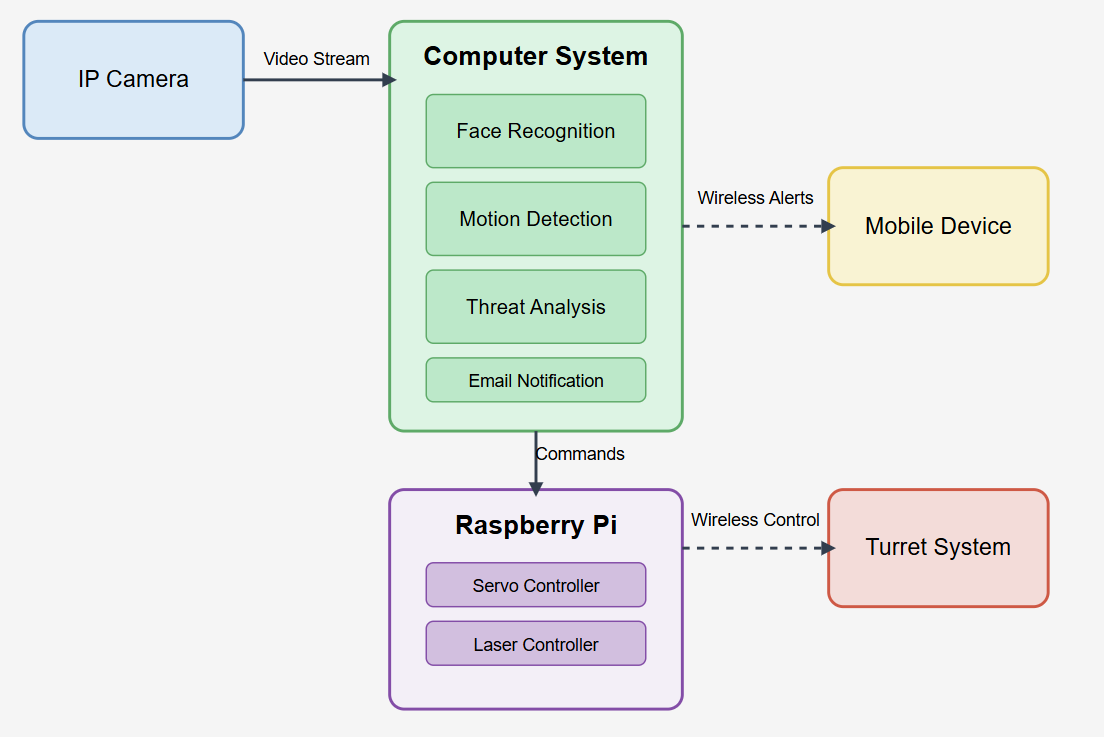 IP Camera
Video Stream
Computer System
Face Recognition
Motion Detection
Threat Analysis
Email Notification
Wireless Alerts
Mobile Device
Commands
Raspberry Pi
Servo Controller
Laser Controller
Wireless Control
Turret System